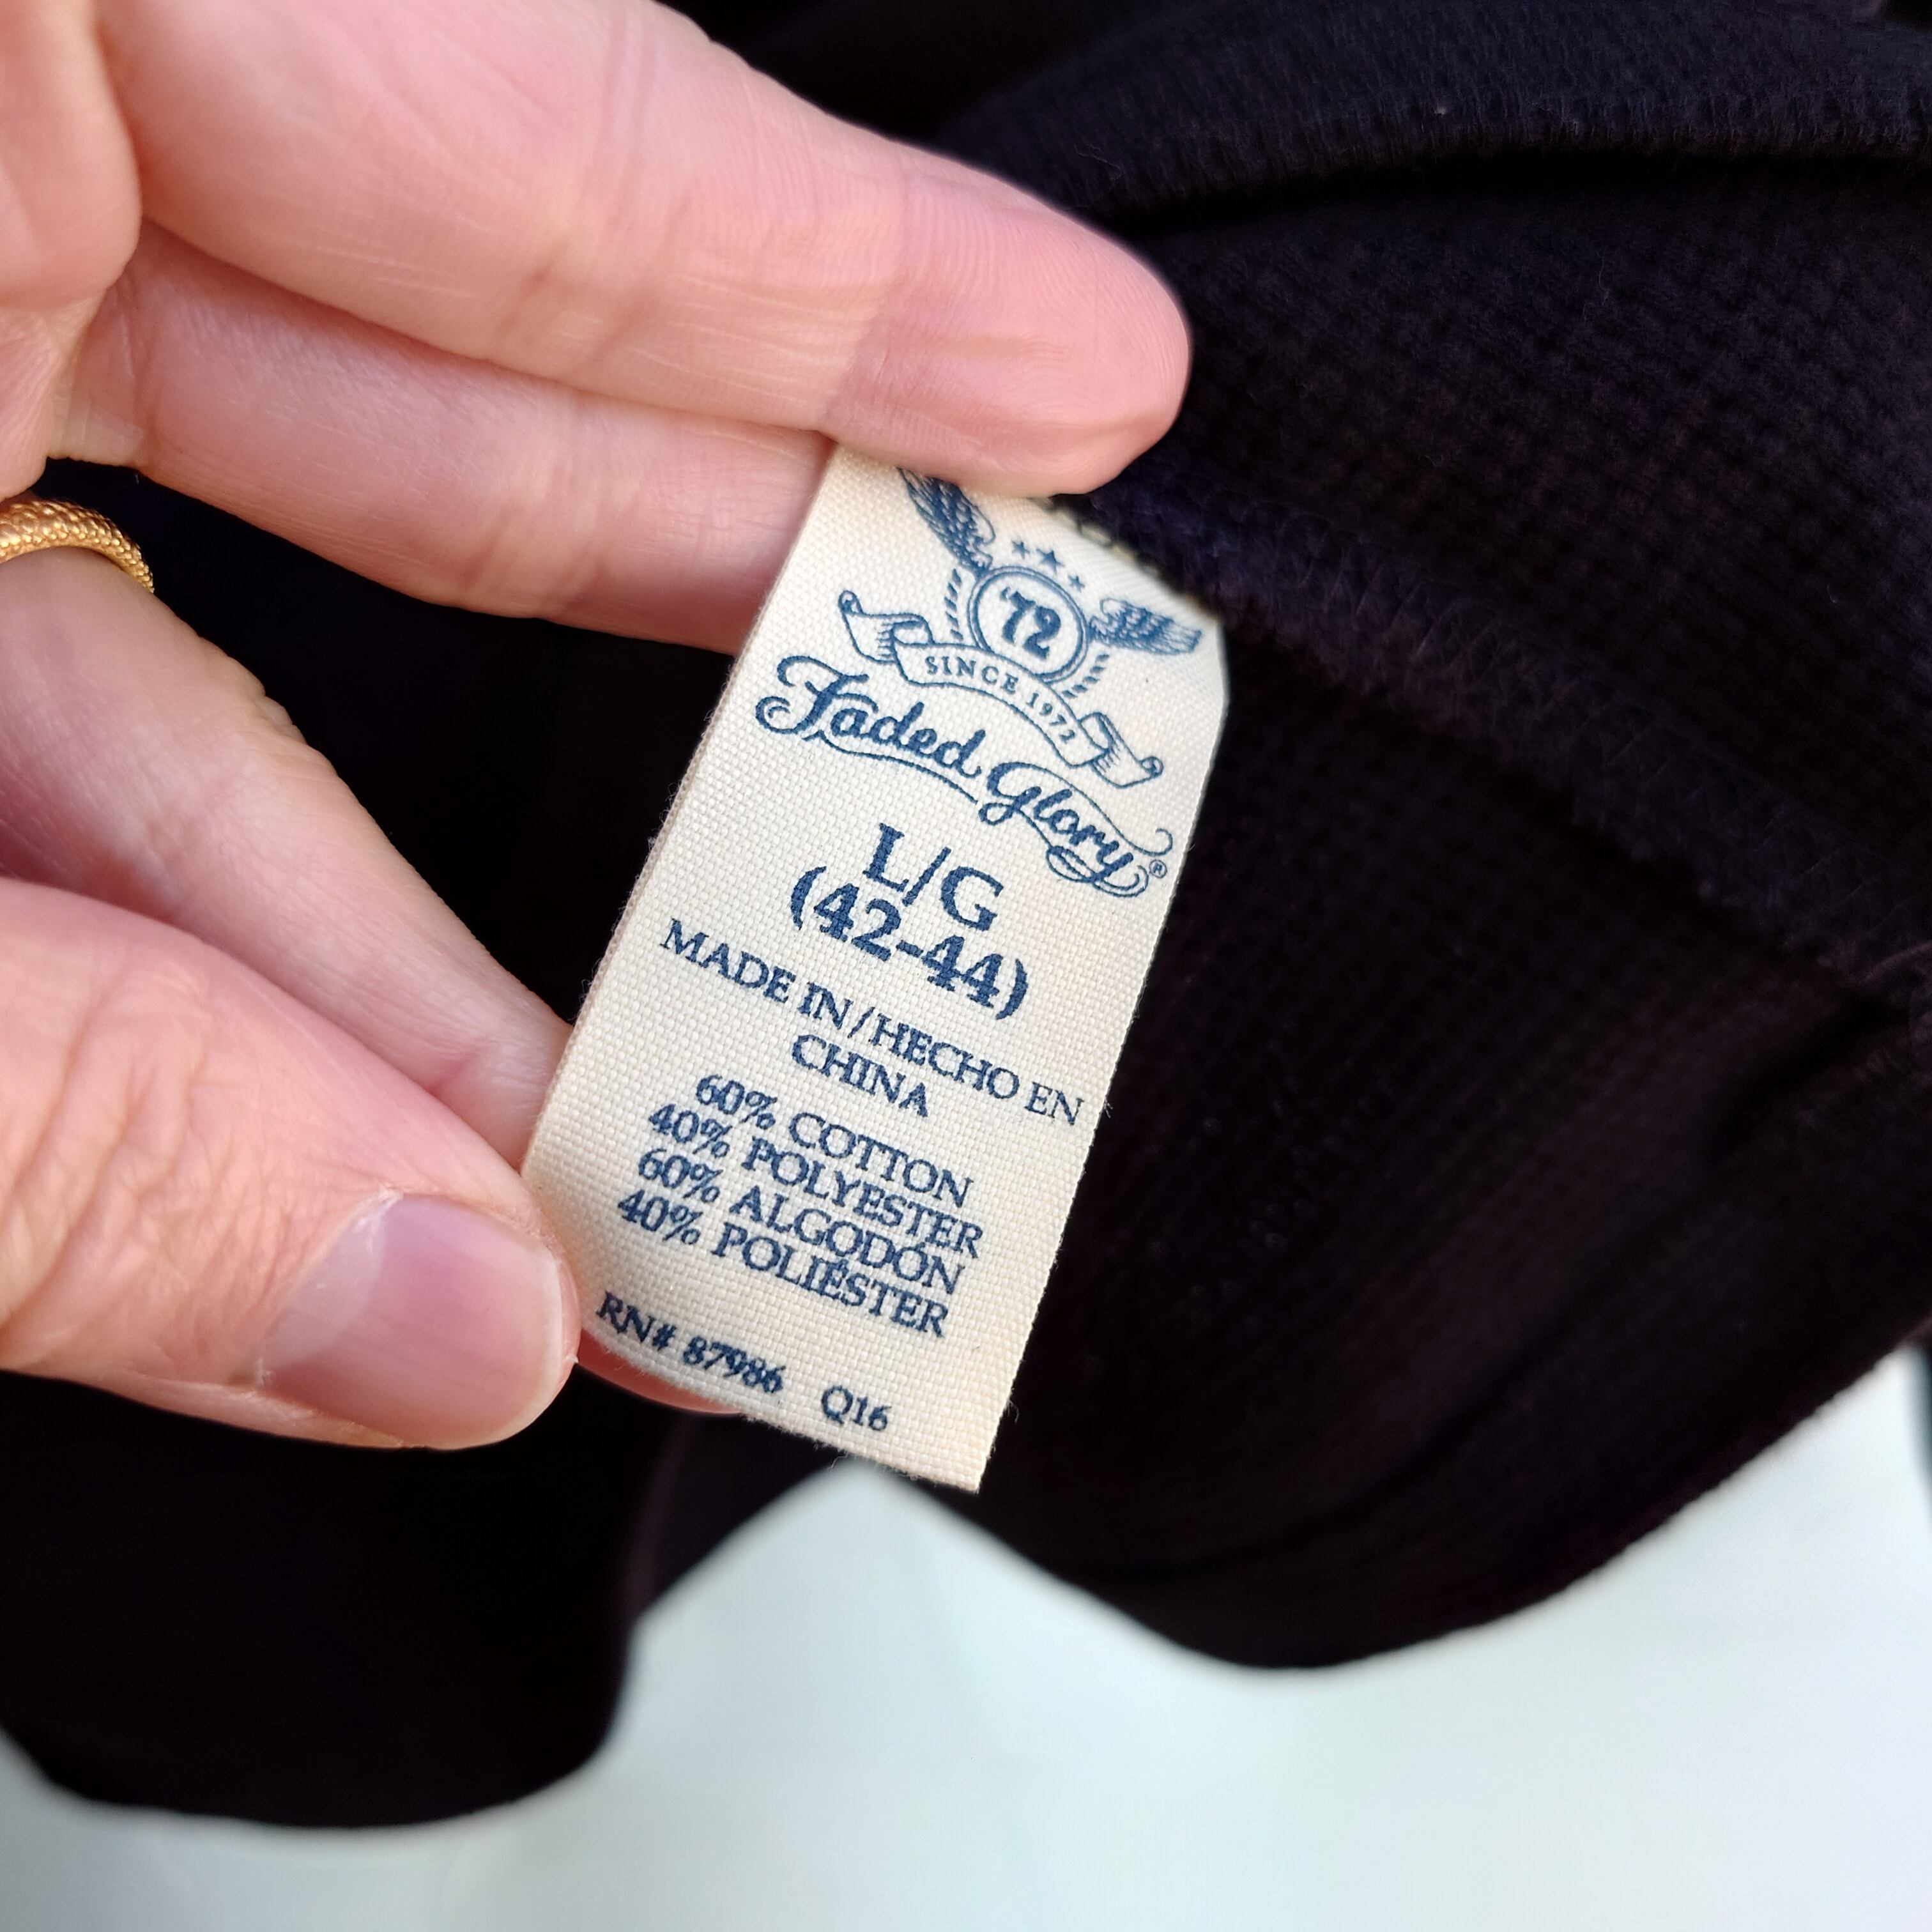 '72
SINCE 1972
Faded Glory®
L/G
(42-44)
MADE IN/HECHO EN
CHINA
60% COTTON
40% POLYESTER
60% ALGODÓN
40% POLIÉSTER
RN# 87986 Q16